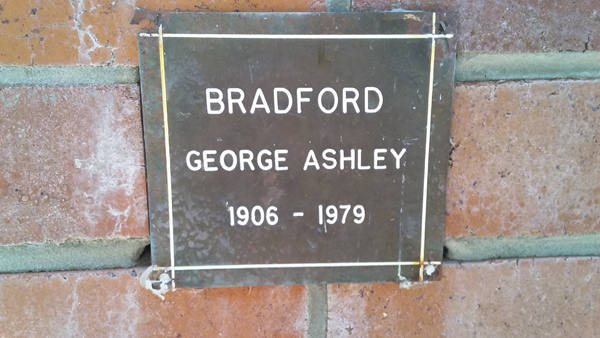 BRADFORD
GEORGE ASHLEY
1906 - 1979